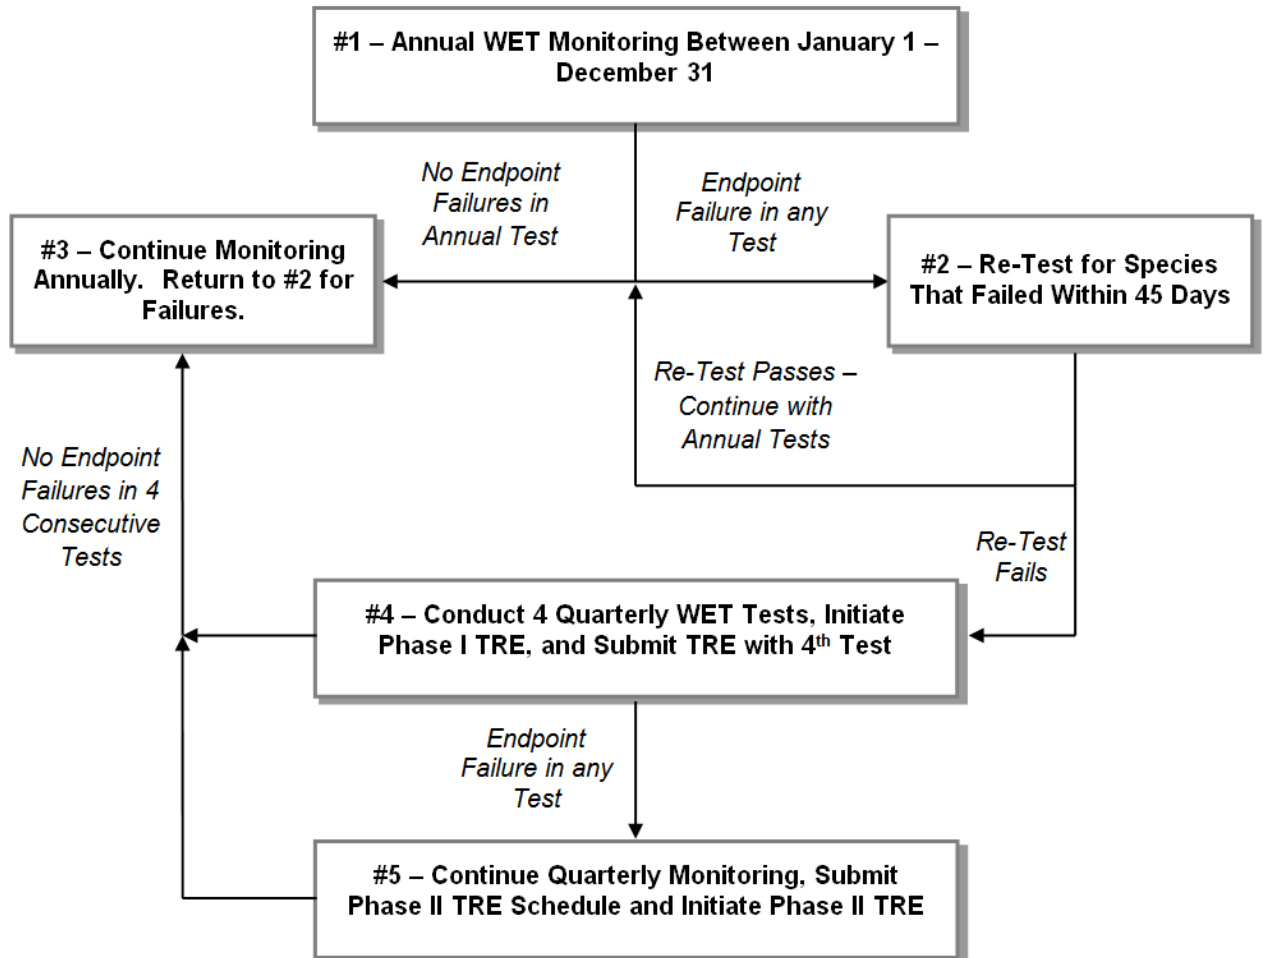 #1 – Annual WET Monitoring Between January 1 –
December 31
No Endpoint
Failures in
Annual Test
Endpoint
Failure in any
Test
#3 – Continue Monitoring
Annually.  Return to #2 for
Failures.
#2 – Re-Test for Species
That Failed Within 45 Days
Re-Test Passes –
Continue with
Annual Tests
No Endpoint
Failures in 4
Consecutive
Tests
Re-Test
Fails
#4 – Conduct 4 Quarterly WET Tests, Initiate
Phase I TRE, and Submit TRE with 4th Test
Endpoint
Failure in any
Test
#5 – Continue Quarterly Monitoring, Submit
Phase II TRE Schedule and Initiate Phase II TRE